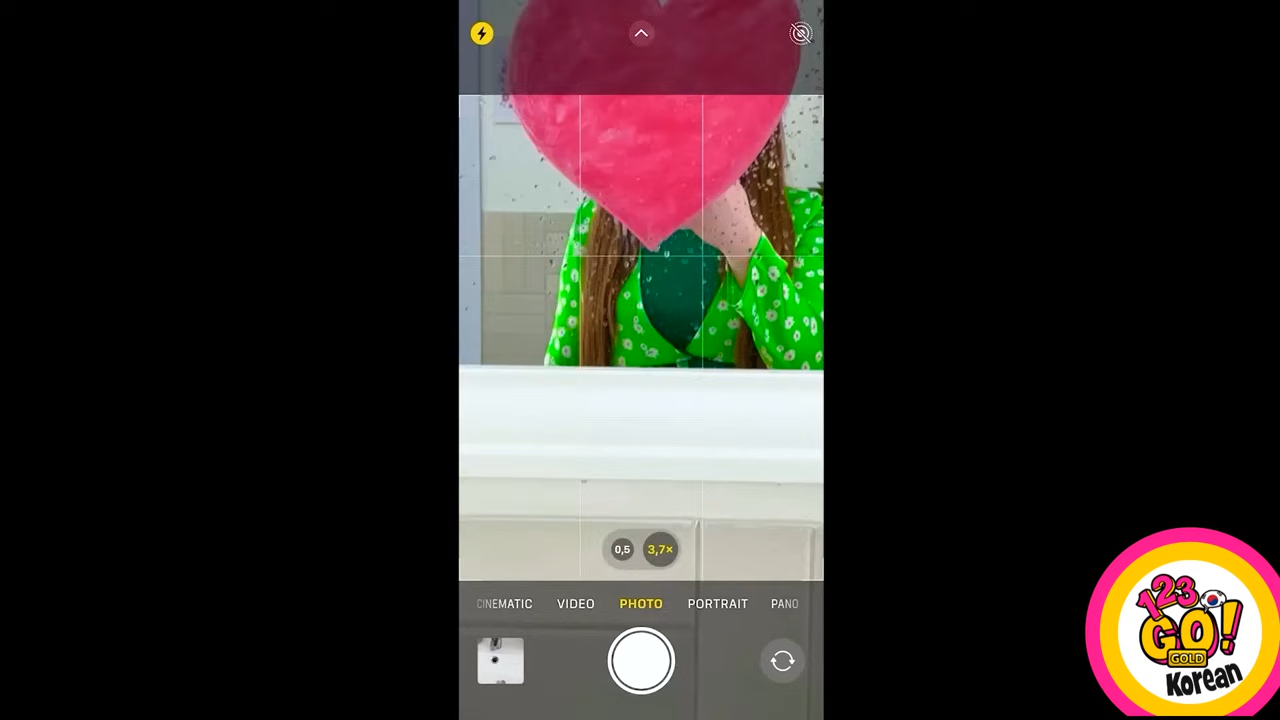 0,5 3,7×
CINEMATIC VIDEO PHOTO PORTRAIT PANO
123
GO!
GOLD
Korean